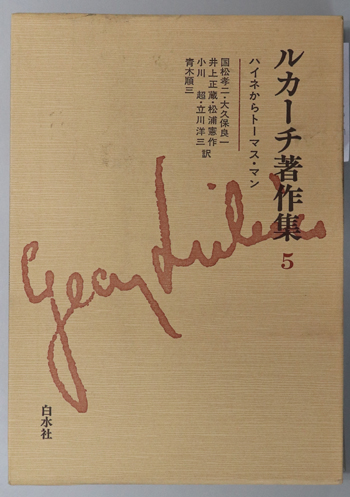 ルカーチ著作集 5
ハイネからトーマス・マン
国松孝二・大久保良一
井上正蔵・松浦憲作 訳
小川 超・立川洋三
青木順三
白水社